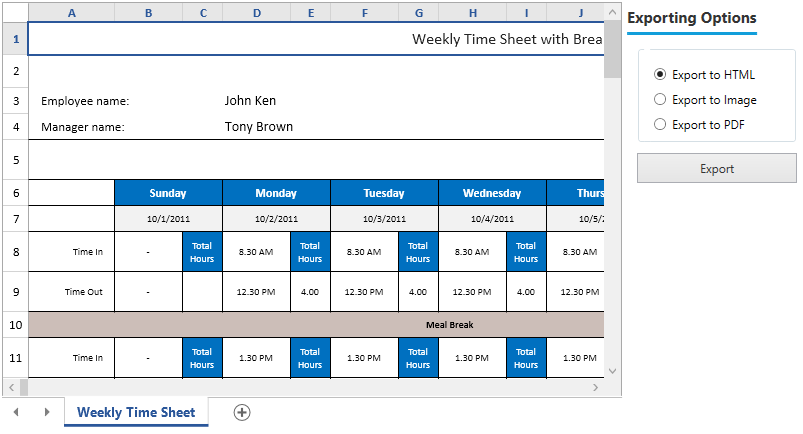 A B C D E F G H I J
1 Weekly Time Sheet with Brea
2
3 Employee name: John Ken
4 Manager name: Tony Brown
5
6 Sunday Monday Tuesday Wednesday Thurs
7 10/1/2011 10/2/2011 10/3/2011 10/4/2011 10/5/2
8 Time In - Total Hours 8.30 AM Total Hours 8.30 AM Total Hours 8.30 AM Total Hours 8.30 AM
9 Time Out - 12.30 PM 4.00 12.30 PM 4.00 12.30 PM 4.00 12.30 PM
10 Meal Break
11 Time In - Total Hours 1.30 PM Total Hours 1.30 PM Total Hours 1.30 PM Total Hours 1.30 PM
Weekly Time Sheet
Exporting Options
Export to HTML
Export to Image
Export to PDF
Export